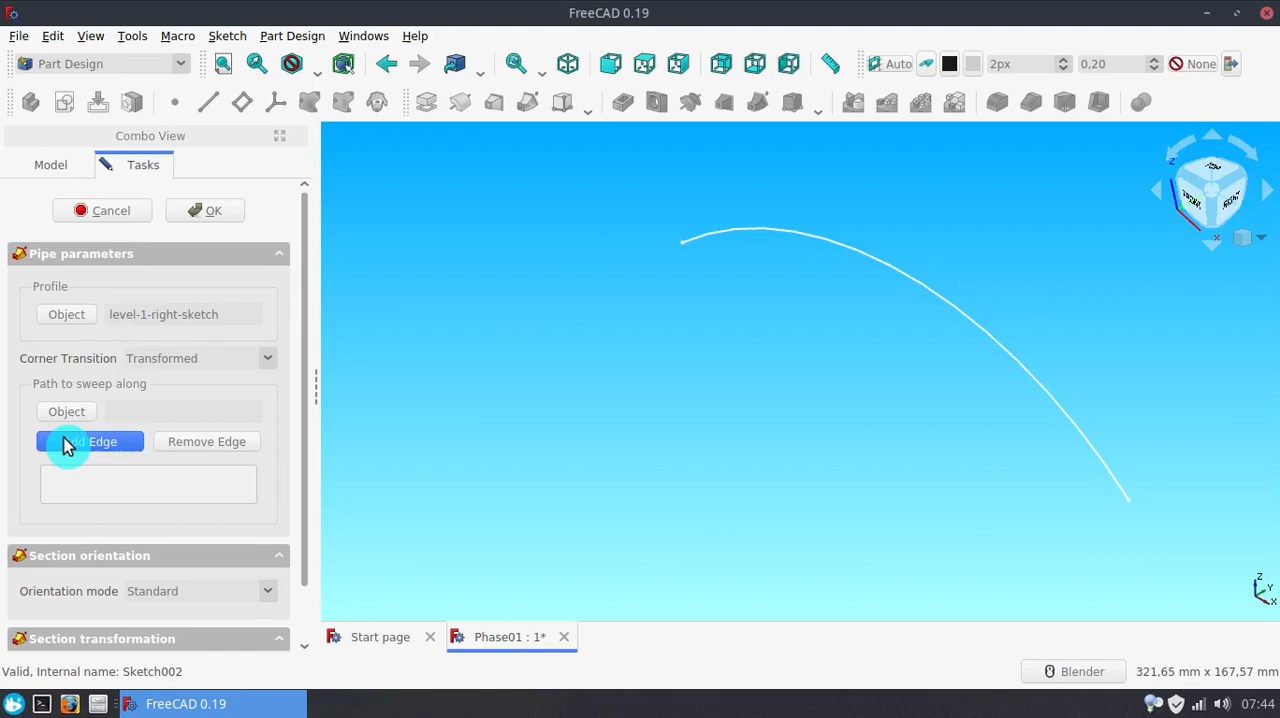 FreeCAD 0.19
File Edit View Tools Macro Sketch Part Design Windows Help
Part Design Auto 2px 0,20 None
Combo View
Model Tasks
Cancel OK
Pipe parameters
Profile
Object level-1-right-sketch
Corner Transition Transformed
Path to sweep along
Object
Edge Remove Edge
Section orientation
Orientation mode Standard
Section transformation
Z
X
FRONT
RIGHT
Z
Y
X
Start page Phase01 : 1*
Valid, Internal name: Sketch002 Blender 321,65 mm x 167,57 mm
FreeCAD 0.19 07:44